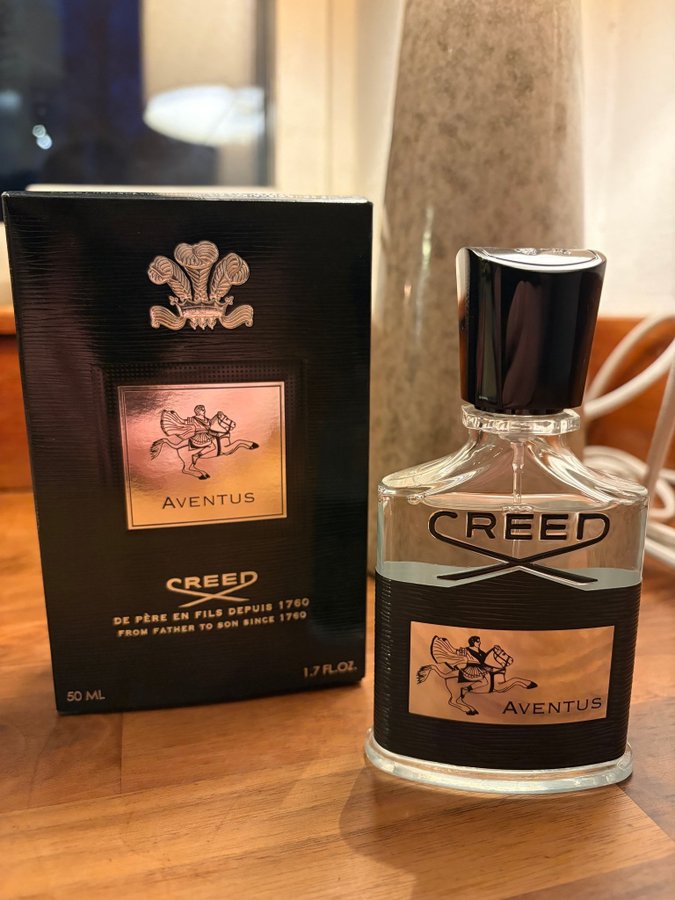 AVENTUS
CREED
DE PÈRE EN FILS DEPUIS 1760
FROM FATHER TO SON SINCE 1760
50 ML
1.7 FL.OZ.
CREED
AVENTUS